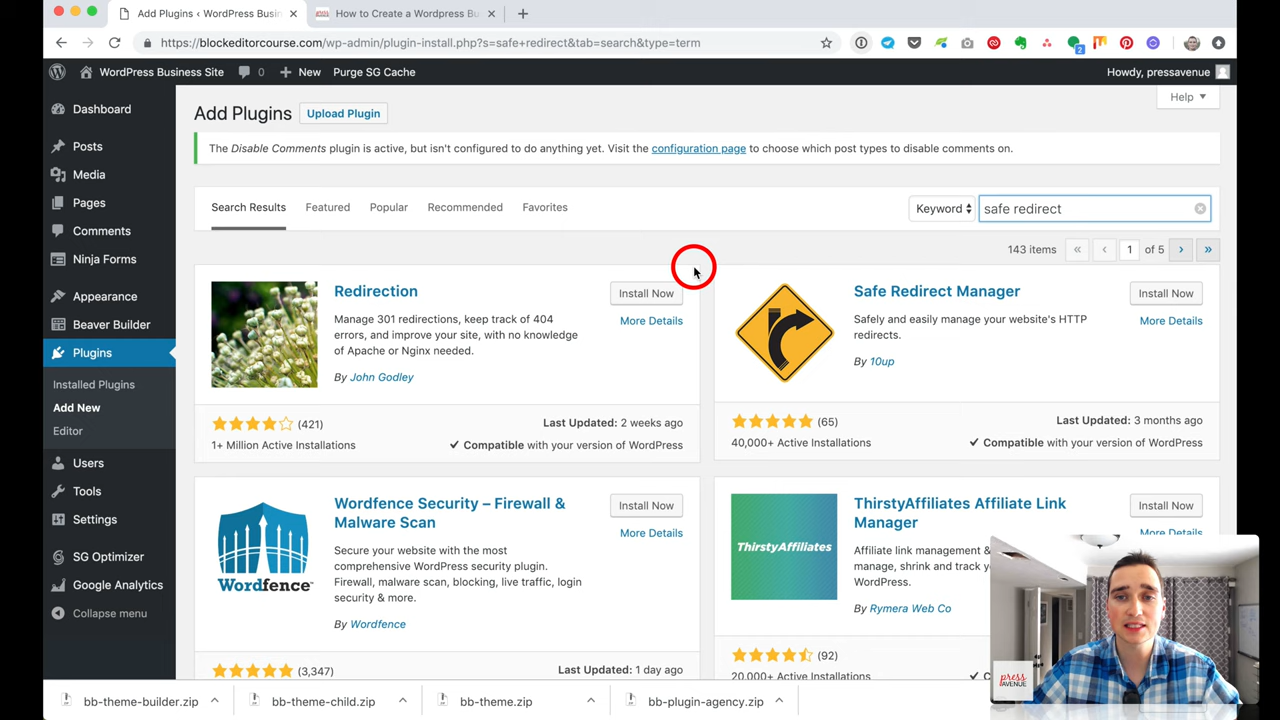 Add Plugins ‹ WordPress Busin
How to Create a Wordpress Bu
https://blockeditorcourse.com/wp-admin/plugin-install.php?s=safe+redirect&tab=search&type=term
2
WordPress Business Site
0
New
Purge SG Cache
Howdy, pressavenue
Dashboard
Posts
Media
Pages
Comments
Ninja Forms
Appearance
Beaver Builder
Plugins
Installed Plugins
Add New
Editor
Users
Tools
Settings
SG Optimizer
Google Analytics
Collapse menu
Help
Add Plugins
Upload Plugin
The Disable Comments plugin is active, but isn't configured to do anything yet. Visit the configuration page to choose which post types to disable comments on.
Search Results
Featured
Popular
Recommended
Favorites
Keyword
safe redirect
143 items
«
‹
1
of 5
›
»
Redirection
Install Now
More Details
Manage 301 redirections, keep track of 404
errors, and improve your site, with no knowledge
of Apache or Nginx needed.
By John Godley
(421)
Last Updated: 2 weeks ago
1+ Million Active Installations
Compatible with your version of WordPress
Safe Redirect Manager
Install Now
More Details
Safely and easily manage your website's HTTP
redirects.
By 10up
(65)
Last Updated: 3 months ago
40,000+ Active Installations
Compatible with your version of WordPress
Wordfence
Wordfence Security – Firewall &
Malware Scan
Install Now
More Details
Secure your website with the most
comprehensive WordPress security plugin.
Firewall, malware scan, blocking, live traffic, login
security & more.
By Wordfence
(3,347)
Last Updated: 1 day ago
ThirstyAffiliates
ThirstyAffiliates Affiliate Link
Manager
Install Now
More Details
Affiliate link management &
manage, shrink and track y
WordPress.
By Rymera Web Co
(92)
20,000+ Active Installations
press
AVENUE
bb-theme-builder.zip
bb-theme-child.zip
bb-theme.zip
bb-plugin-agency.zip